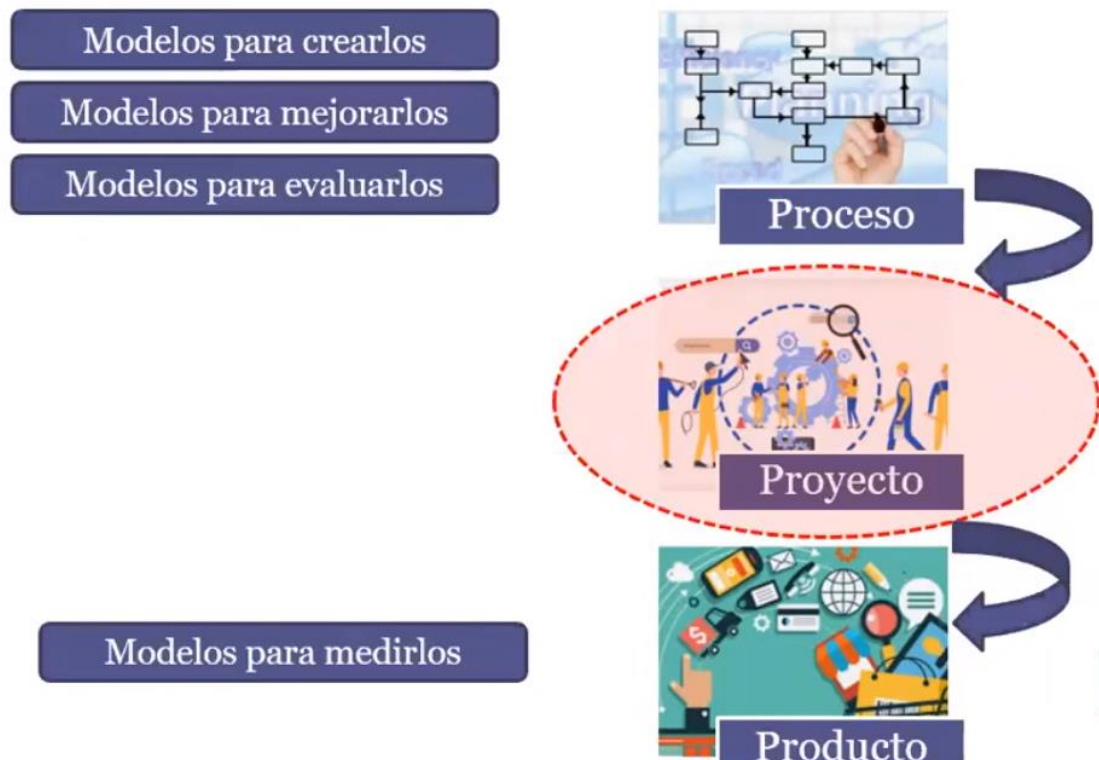 Modelos para crearlos
Modelos para mejorarlos
Modelos para evaluarlos
Proceso
Proyecto
Modelos para medirlos
Producto